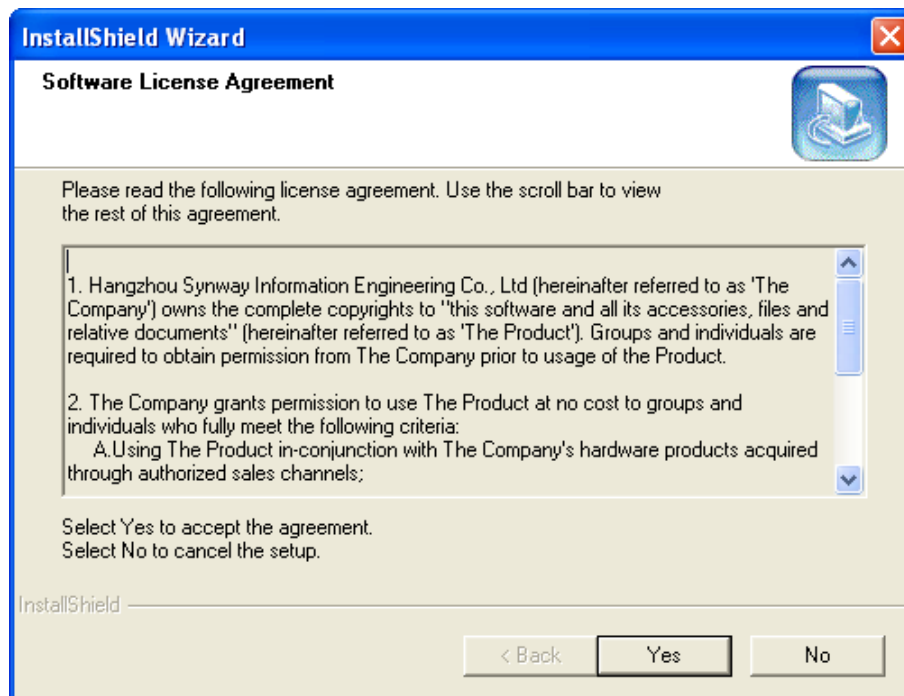 InstallShield Wizard
Software License Agreement
Please read the following license agreement. Use the scroll bar to view
the rest of this agreement.
1. Hangzhou Synway Information Engineering Co., Ltd (hereinafter referred to as 'The
Company') owns the complete copyrights to "this software and all its accessories, files and
relative documents" (hereinafter referred to as 'The Product'). Groups and individuals are
required to obtain permission from The Company prior to usage of the Product.
2. The Company grants permission to use The Product at no cost to groups and
individuals who fully meet the following criteria:
A.Using The Product in-conjunction with The Company's hardware products acquired
through authorized sales channels;
Select Yes to accept the agreement.
Select No to cancel the setup.
InstallShield
< Back Yes No